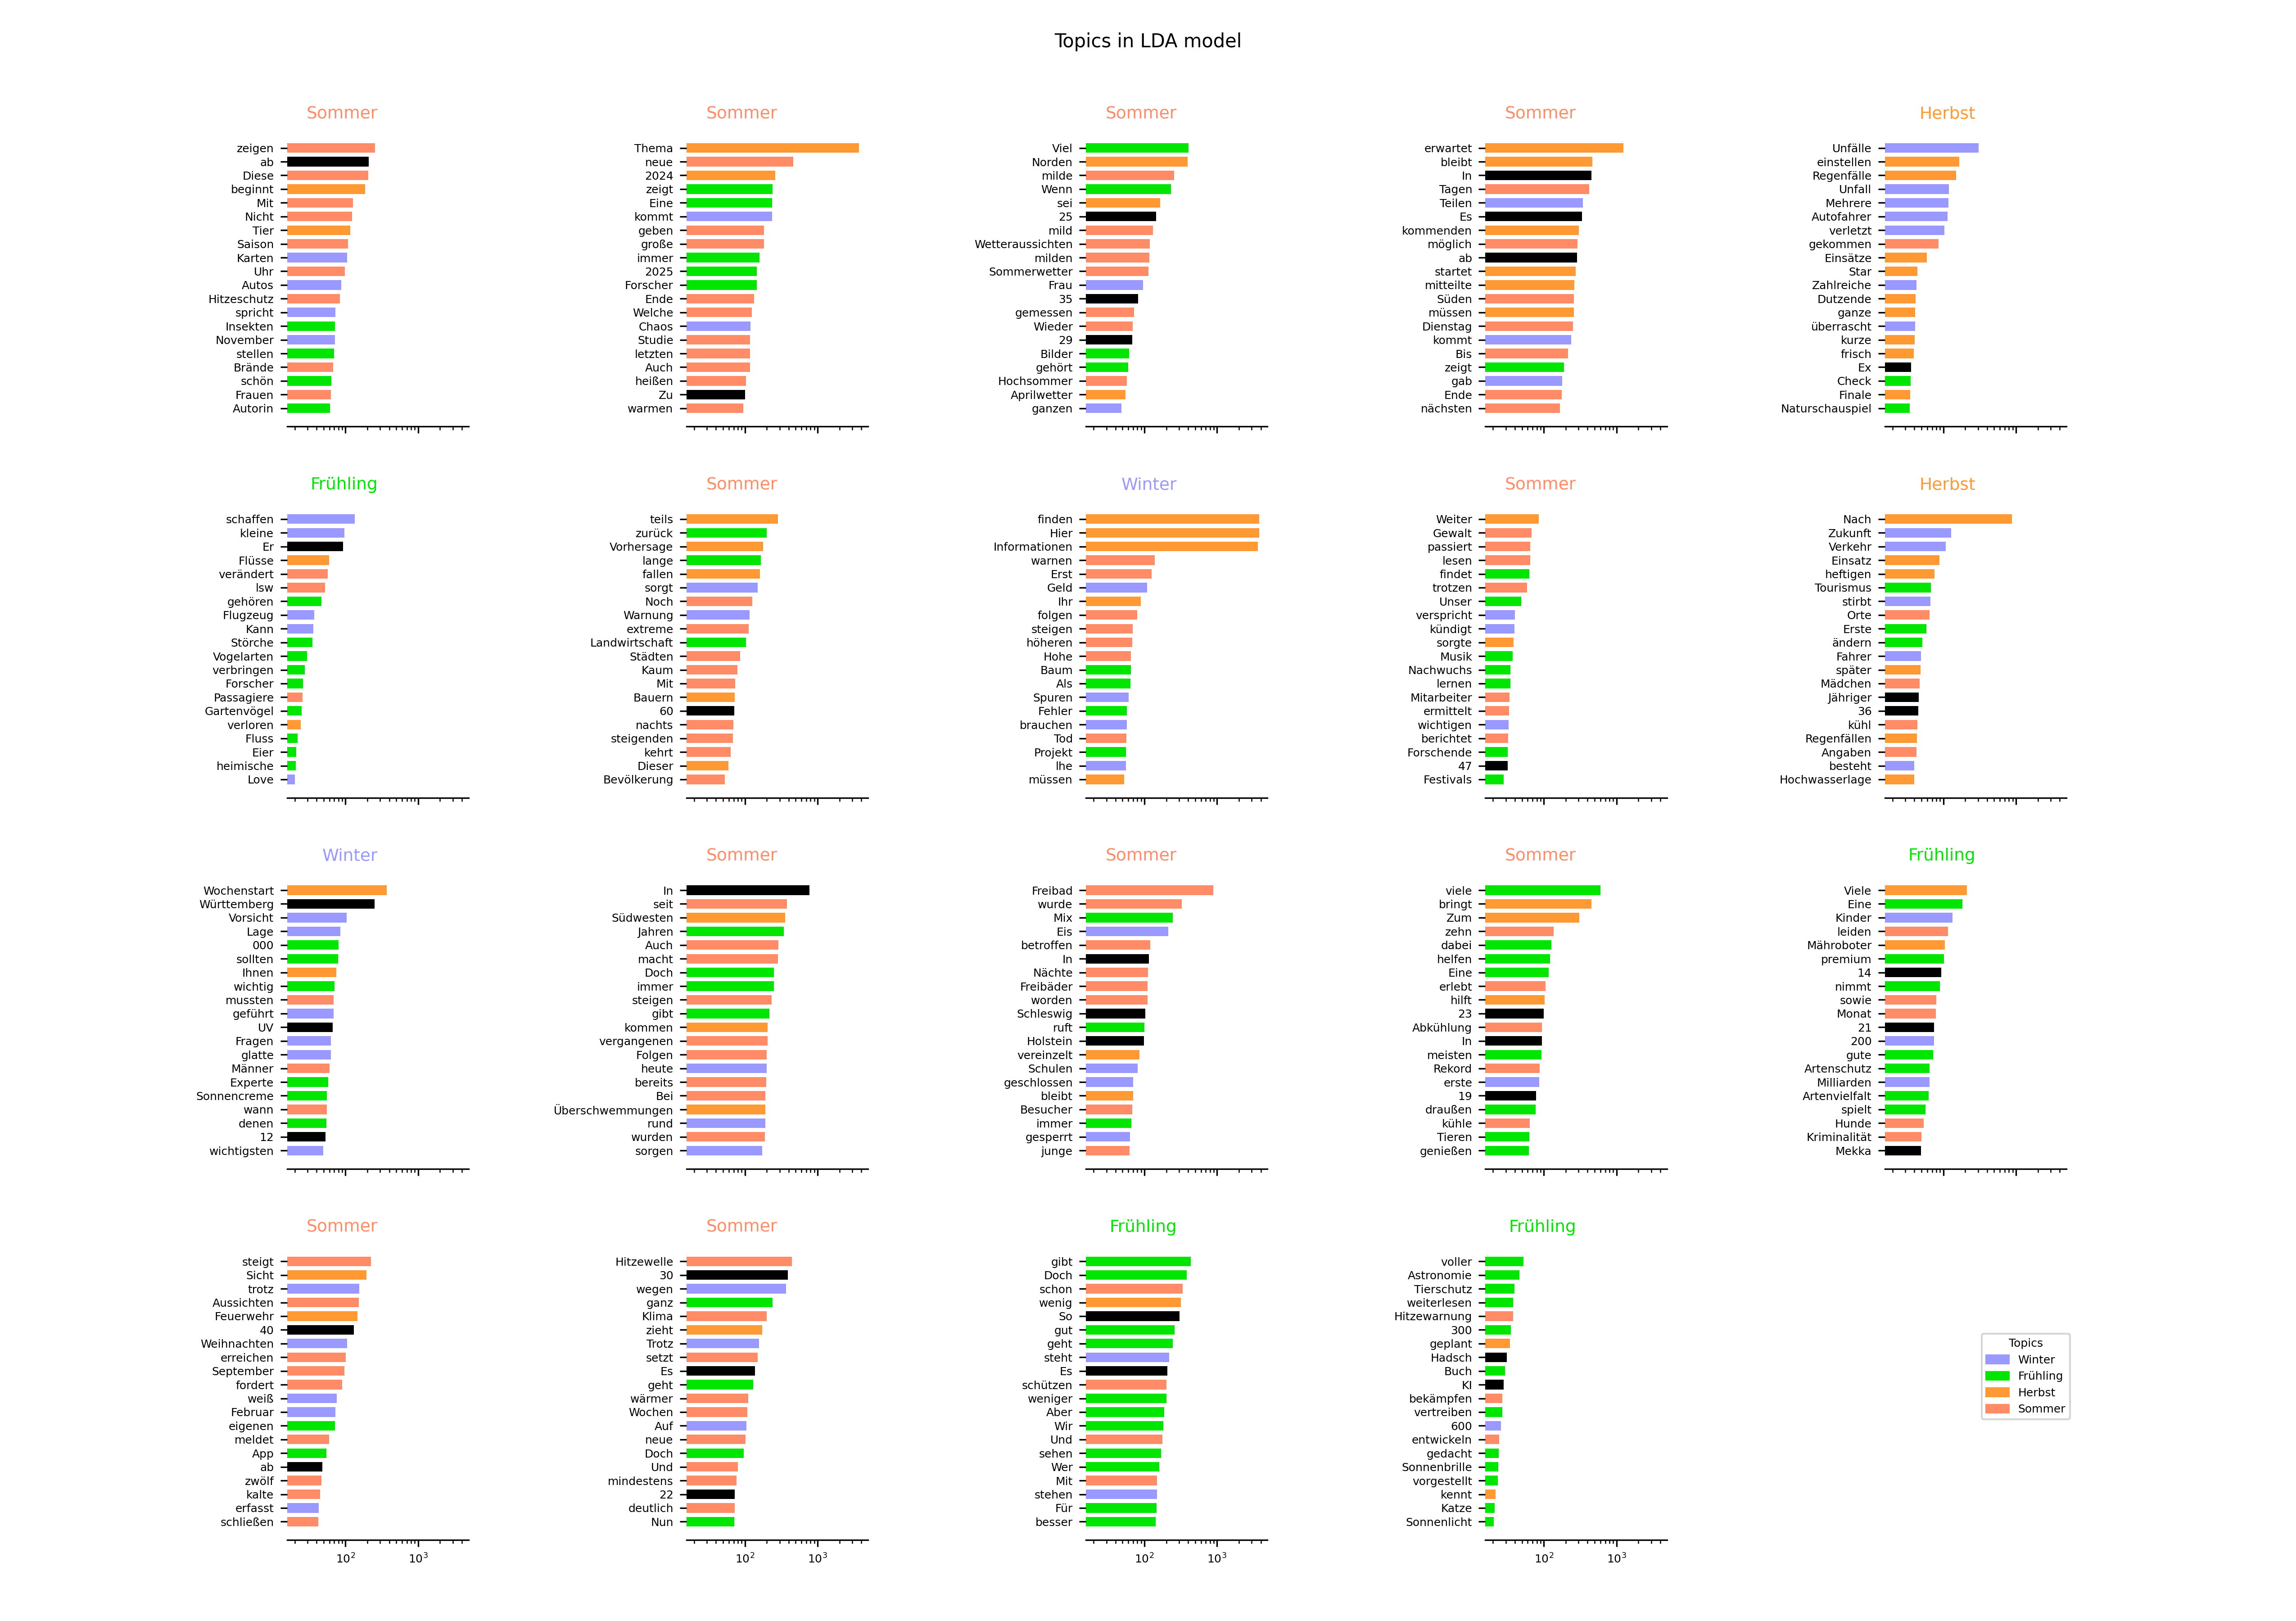 Topics in LDA model
Sommer
zeigen
ab
Diese
beginnt
Mit
Nicht
Tier
Saison
Karten
Uhr
Autos
Hitzeschutz
spricht
Insekten
November
stellen
Brände
schön
Frauen
Autorin
Sommer
Thema
neue
2024
zeigt
Eine
kommt
geben
große
immer
2025
Forscher
Ende
Welche
Chaos
Studie
letzten
Auch
heißen
Zu
warmen
Sommer
Viel
Norden
milde
Wenn
sei
25
mild
Wetteraussichten
milden
Sommerwetter
Frau
35
gemessen
Wieder
29
Bilder
gehört
Hochsommer
Aprilwetter
ganzen
Sommer
erwartet
bleibt
In
Tagen
Teilen
Es
kommenden
möglich
ab
startet
mitteilte
Süden
müssen
Dienstag
kommt
Bis
zeigt
gab
Ende
nächsten
Herbst
Unfälle
einstellen
Regenfälle
Unfall
Mehrere
Autofahrer
verletzt
gekommen
Einsätze
Star
Zahlreiche
Dutzende
ganze
überrascht
kurze
frisch
Ex
Check
Finale
Naturschauspiel
Frühling
schaffen
kleine
Er
Flüsse
verändert
lsw
gehören
Flugzeug
Kann
Störche
Vogelarten
verbringen
Forscher
Passagiere
Gartenvögel
verloren
Fluss
Eier
heimische
Love
Sommer
teils
zurück
Vorhersage
lange
fallen
sorgt
Noch
Warnung
extreme
Landwirtschaft
Städten
Kaum
Mit
Bauern
60
nachts
steigenden
kehrt
Dieser
Bevölkerung
Winter
finden
Hier
Informationen
warnen
Erst
Geld
Ihr
folgen
steigen
höheren
Hohe
Baum
Als
Spuren
Fehler
brauchen
Tod
Projekt
lhe
müssen
Sommer
Weiter
Gewalt
passiert
lesen
findet
trotzen
Unser
verspricht
kündigt
sorgte
Musik
Nachwuchs
lernen
Mitarbeiter
ermittelt
wichtigen
berichtet
Forschende
47
Festivals
Herbst
Nach
Zukunft
Verkehr
Einsatz
heftigen
Tourismus
stirbt
Orte
Erste
ändern
Fahrer
später
Mädchen
Jähriger
36
kühl
Regenfällen
Angaben
besteht
Hochwasserlage
Winter
Wochenstart
Württemberg
Vorsicht
Lage
000
sollten
Ihnen
wichtig
mussten
geführt
UV
Fragen
glatte
Männer
Experte
Sonnencreme
wann
denen
12
wichtigsten
Sommer
In
seit
Südwesten
Jahren
Auch
macht
Doch
immer
steigen
gibt
kommen
vergangenen
Folgen
heute
bereits
Bei
Überschwemmungen
rund
wurden
sorgen
Sommer
Freibad
wurde
Mix
Eis
betroffen
In
Nächte
Freibäder
worden
Schleswig
ruft
Holstein
vereinzelt
Schulen
geschlossen
bleibt
Besucher
immer
gesperrt
junge
Sommer
viele
bringt
Zum
zehn
dabei
helfen
Eine
erlebt
hilft
23
Abkühlung
In
meisten
Rekord
erste
19
draußen
kühle
Tieren
genießen
Frühling
Viele
Eine
Kinder
leiden
Mähroboter
premium
14
nimmt
sowie
Monat
21
200
gute
Artenschutz
Milliarden
Artenvielfalt
spielt
Hunde
Kriminalität
Mekka
Sommer
steigt
Sicht
trotz
Aussichten
Feuerwehr
40
Weihnachten
erreichen
September
fordert
weiß
Februar
eigenen
meldet
App
ab
zwölf
kalte
erfasst
schließen
10²
10³
Sommer
Hitzewelle
30
wegen
ganz
Klima
zieht
Trotz
setzt
Es
geht
wärmer
Wochen
Auf
neue
Doch
Und
mindestens
22
deutlich
Nun
10²
10³
Frühling
gibt
Doch
schon
wenig
So
gut
geht
steht
Es
schützen
weniger
Aber
Wir
Und
sehen
Wer
Mit
stehen
Für
besser
10²
10³
Frühling
voller
Astronomie
Tierschutz
weiterlesen
Hitzewarnung
300
geplant
Hadsch
Buch
KI
bekämpfen
vertreiben
600
entwickeln
gedacht
Sonnenbrille
vorgestellt
kennt
Katze
Sonnenlicht
10²
10³
Topics
Winter
Frühling
Herbst
Sommer